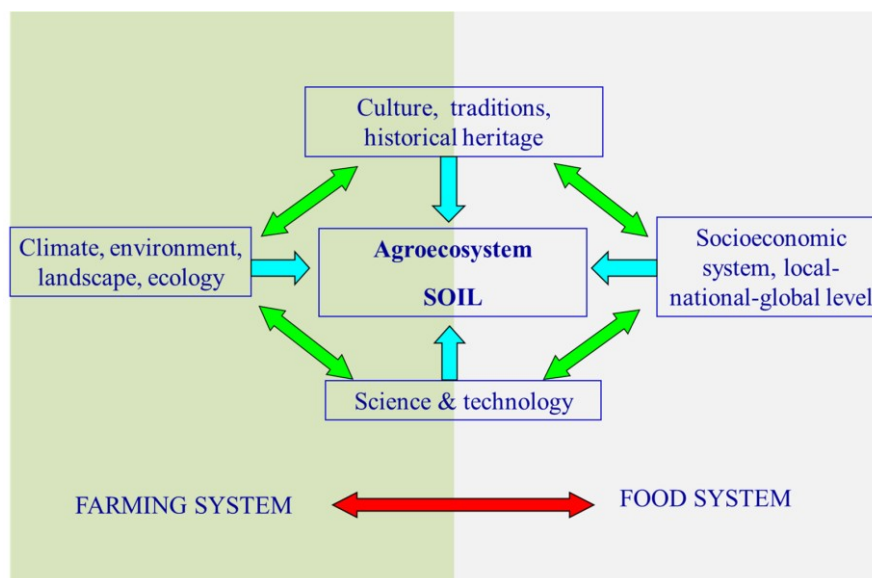 Culture, traditions,
historical heritage
Climate, environment,
landscape, ecology
Agroecosystem
SOIL
Socioeconomic
system, local-
national-global level
Science & technology
FARMING SYSTEM
FOOD SYSTEM